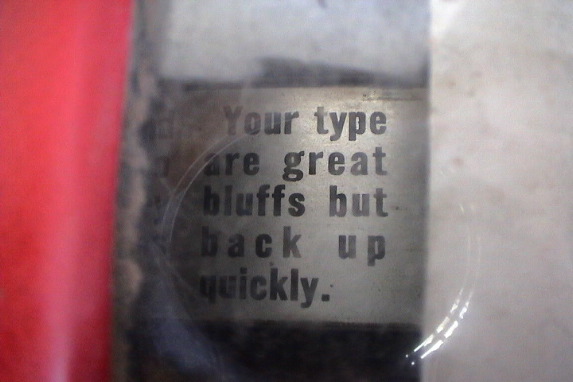 Your type
are great
bluffs but
back up
quickly.